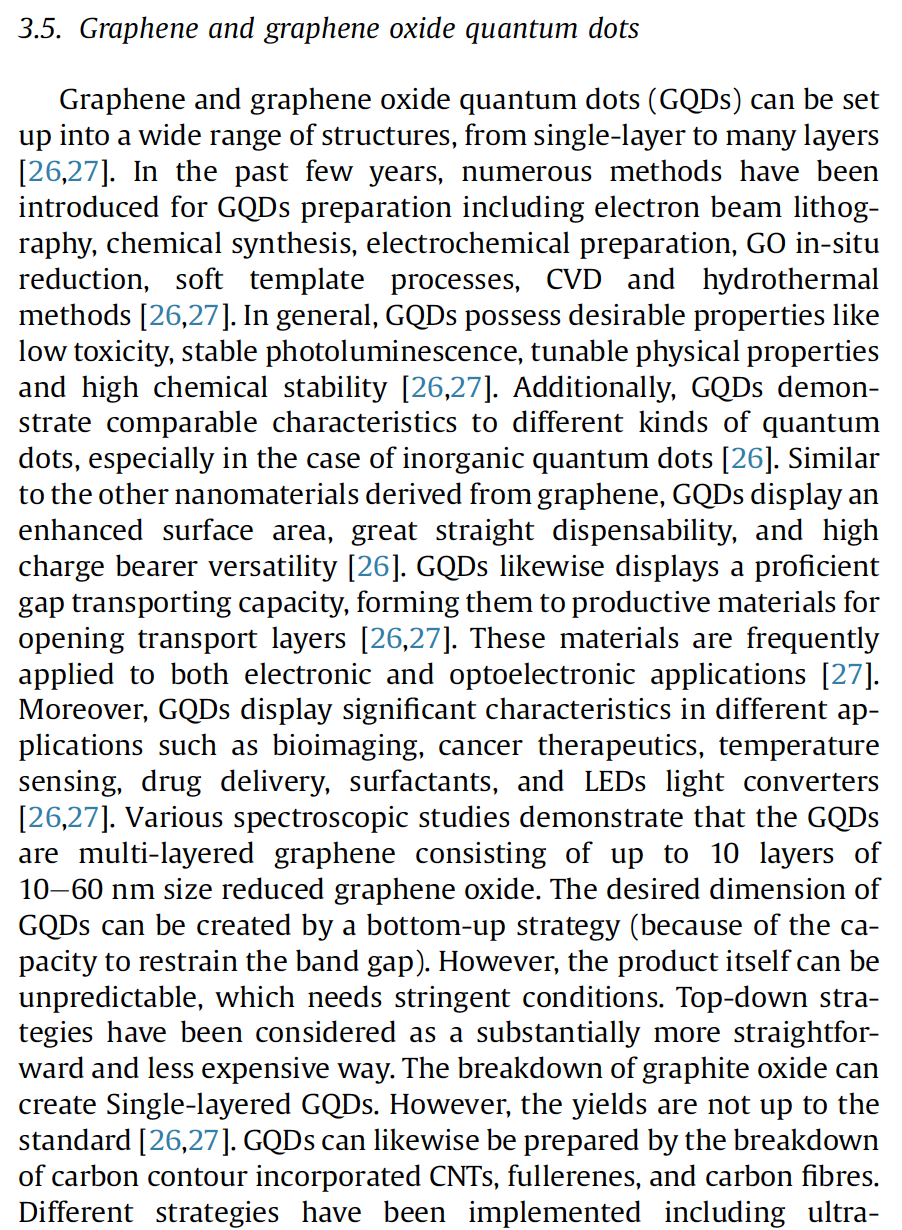 3.5. Graphene and graphene oxide quantum dots
Graphene and graphene oxide quantum dots (GQDs) can be set
up into a wide range of structures, from single-layer to many layers
[26,27]. In the past few years, numerous methods have been
introduced for GQDs preparation including electron beam lithog-
raphy, chemical synthesis, electrochemical preparation, GO in-situ
reduction, soft template processes, CVD and hydrothermal
methods [26,27]. In general, GQDs possess desirable properties like
low toxicity, stable photoluminescence, tunable physical properties
and high chemical stability [26,27]. Additionally, GQDs demon-
strate comparable characteristics to different kinds of quantum
dots, especially in the case of inorganic quantum dots [26]. Similar
to the other nanomaterials derived from graphene, GQDs display an
enhanced surface area, great straight dispensability, and high
charge bearer versatility [26]. GQDs likewise displays a proficient
gap transporting capacity, forming them to productive materials for
opening transport layers [26,27]. These materials are frequently
applied to both electronic and optoelectronic applications [27].
Moreover, GQDs display significant characteristics in different ap-
plications such as bioimaging, cancer therapeutics, temperature
sensing, drug delivery, surfactants, and LEDs light converters
[26,27]. Various spectroscopic studies demonstrate that the GQDs
are multi-layered graphene consisting of up to 10 layers of
10–60 nm size reduced graphene oxide. The desired dimension of
GQDs can be created by a bottom-up strategy (because of the ca-
pacity to restrain the band gap). However, the product itself can be
unpredictable, which needs stringent conditions. Top-down stra-
tegies have been considered as a substantially more straightfor-
ward and less expensive way. The breakdown of graphite oxide can
create Single-layered GQDs. However, the yields are not up to the
standard [26,27]. GQDs can likewise be prepared by the breakdown
of carbon contour incorporated CNTs, fullerenes, and carbon fibres.
Different strategies have been implemented including ultra-